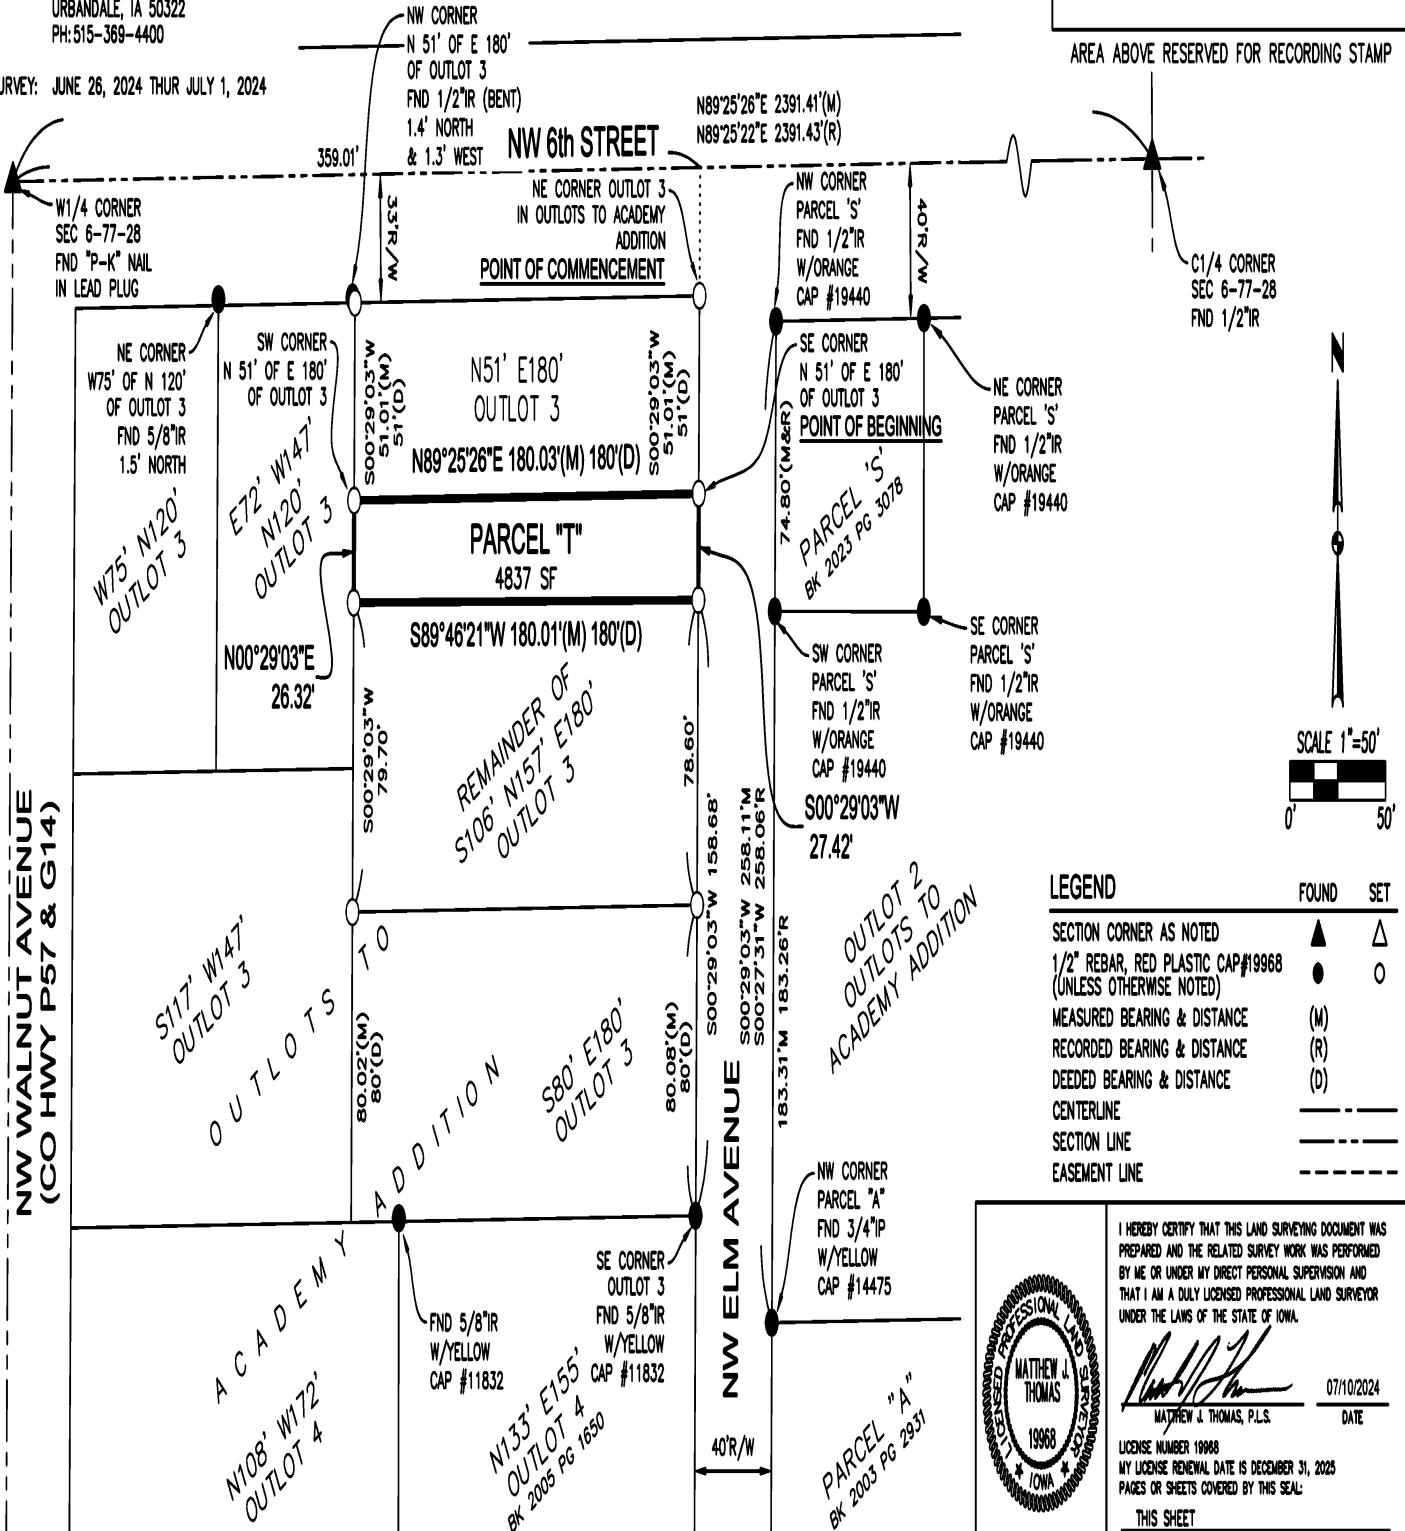 URBANDALE, IA 50322
PH:515-369-4400
RVEY: JUNE 26, 2024 THUR JULY 1, 2024
NW CORNER
N 51' OF E 180'
OF OUTLOT 3
FND 1/2"IR (BENT)
1.4' NORTH
& 1.3' WEST
AREA ABOVE RESERVED FOR RECORDING STAMP
359.01'
NW 6th STREET
N89°25'26"E 2391.41'(M)
N89°25'22"E 2391.43'(R)
W1/4 CORNER
SEC 6-77-28
FND "P-K" NAIL
IN LEAD PLUG
33'R/W
NE CORNER OUTLOT 3
IN OUTLOTS TO ACADEMY
ADDITION
POINT OF COMMENCEMENT
NW CORNER
PARCEL 'S'
FND 1/2"IR
W/ORANGE
CAP #19440
40'R/W
C1/4 CORNER
SEC 6-77-28
FND 1/2"IR
NE CORNER
W75' OF N 120'
OF OUTLOT 3
FND 5/8"IR
1.5' NORTH
SW CORNER
N 51' OF E 180'
OF OUTLOT 3
S00°29'03"W
51.01'(M)
51'(D)
N51' E180'
OUTLOT 3
S00°29'03"W
51.01'(M)
51'(D)
SE CORNER
N 51' OF E 180'
OF OUTLOT 3
POINT OF BEGINNING
NE CORNER
PARCEL 'S'
FND 1/2"IR
W/ORANGE
CAP #19440
N
N89°25'26"E 180.03'(M) 180'(D)
W75' N120'
OUTLOT 3
E72' W147'
N120'
OUTLOT 3
74.80'(M&R)
PARCEL 'S'
BK 2023 PG 3078
PARCEL "T"
4837 SF
S89°46'21"W 180.01'(M) 180'(D)
N00°29'03"E
26.32'
SW CORNER
PARCEL 'S'
FND 1/2"IR
W/ORANGE
CAP #19440
SE CORNER
PARCEL 'S'
FND 1/2"IR
W/ORANGE
CAP #19440
S00°29'03"W
79.70'
REMAINDER OF
S106' N157' E180'
OUTLOT 3
78.60'
S00°29'03"W
27.42'
SCALE 1"=50'
0' 50'
NW WALNUT AVENUE
(CO HWY P57 & G14)
S00°29'03"W 158.68'
S00°29'03"W 258.11'M
S00°27'31"W 258.06'R
183.31'M 183.26'R
OUTLOT 2
OUTLOTS TO
ACADEMY ADDITION
LEGEND FOUND SET
SECTION CORNER AS NOTED
1/2" REBAR, RED PLASTIC CAP#19968
(UNLESS OTHERWISE NOTED)
MEASURED BEARING & DISTANCE (M)
RECORDED BEARING & DISTANCE (R)
DEEDED BEARING & DISTANCE (D)
CENTERLINE
SECTION LINE
EASEMENT LINE
S117' W147'
OUTLOT 3
OUTLOTS TO
ACADEMY ADDITION
80.02'(M)
80'(D)
S80' E180'
OUTLOT 3
80.08'(M)
80'(D)
NW ELM AVENUE
NW CORNER
PARCEL "A"
FND 3/4"IP
W/YELLOW
CAP #14475
FND 5/8"IR
W/YELLOW
CAP #11832
SE CORNER
OUTLOT 3
FND 5/8"IR
W/YELLOW
CAP #11832
N108' W172'
OUTLOT 4
N133' E155'
OUTLOT 4
BK 2005 PG 1650
40'R/W
PARCEL "A"
BK 2003 PG 2931
LICENSED PROFESSIONAL LAND SURVEYOR
MATTHEW J.
THOMAS
19968
IOWA
I HEREBY CERTIFY THAT THIS LAND SURVEYING DOCUMENT WAS
PREPARED AND THE RELATED SURVEY WORK WAS PERFORMED
BY ME OR UNDER MY DIRECT PERSONAL SUPERVISION AND
THAT I AM A DULY LICENSED PROFESSIONAL LAND SURVEYOR
UNDER THE LAWS OF THE STATE OF IOWA.
07/10/2024
MATTHEW J. THOMAS, P.L.S. DATE
LICENSE NUMBER 19968
MY LICENSE RENEWAL DATE IS DECEMBER 31, 2025
PAGES OR SHEETS COVERED BY THIS SEAL:
THIS SHEET